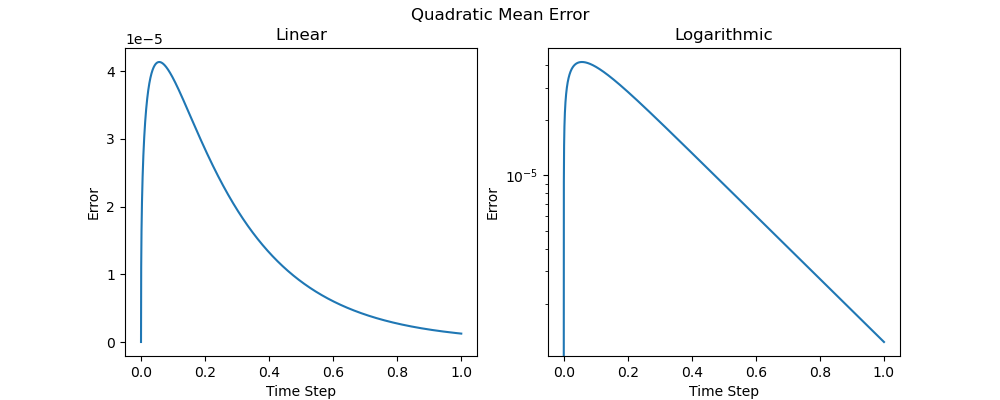 Quadratic Mean Error
Linear
1e−5
4
3
2
1
0
Error
0.0 0.2 0.4 0.6 0.8 1.0
Time Step
Logarithmic
10⁻⁵
Error
0.0 0.2 0.4 0.6 0.8 1.0
Time Step